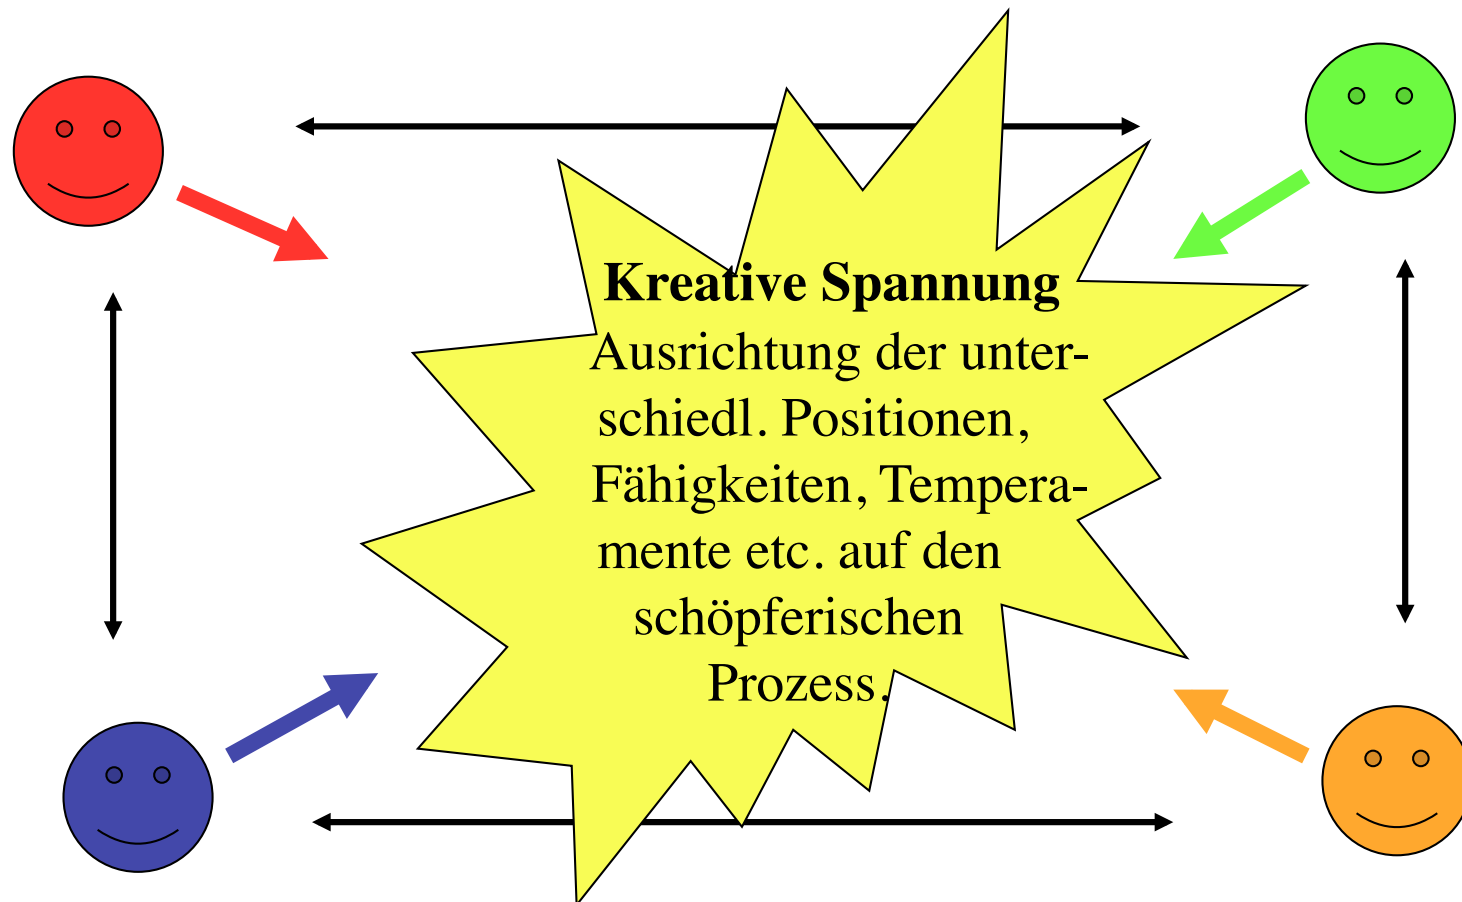 Kreative Spannung
Ausrichtung der unter-
schiedl. Positionen,
Fähigkeiten, Tempera-
mente etc. auf den
schöpferischen
Prozess.